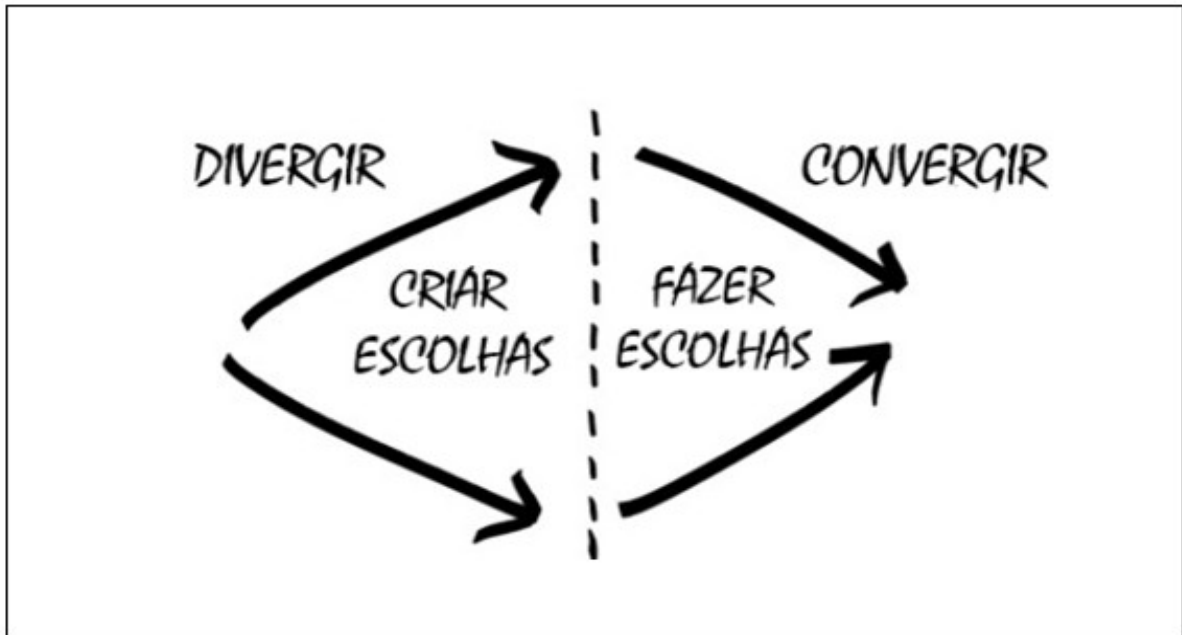 DIVERGIR
CONVERGIR
CRIAR
ESCOLHAS
FAZER
ESCOLHAS